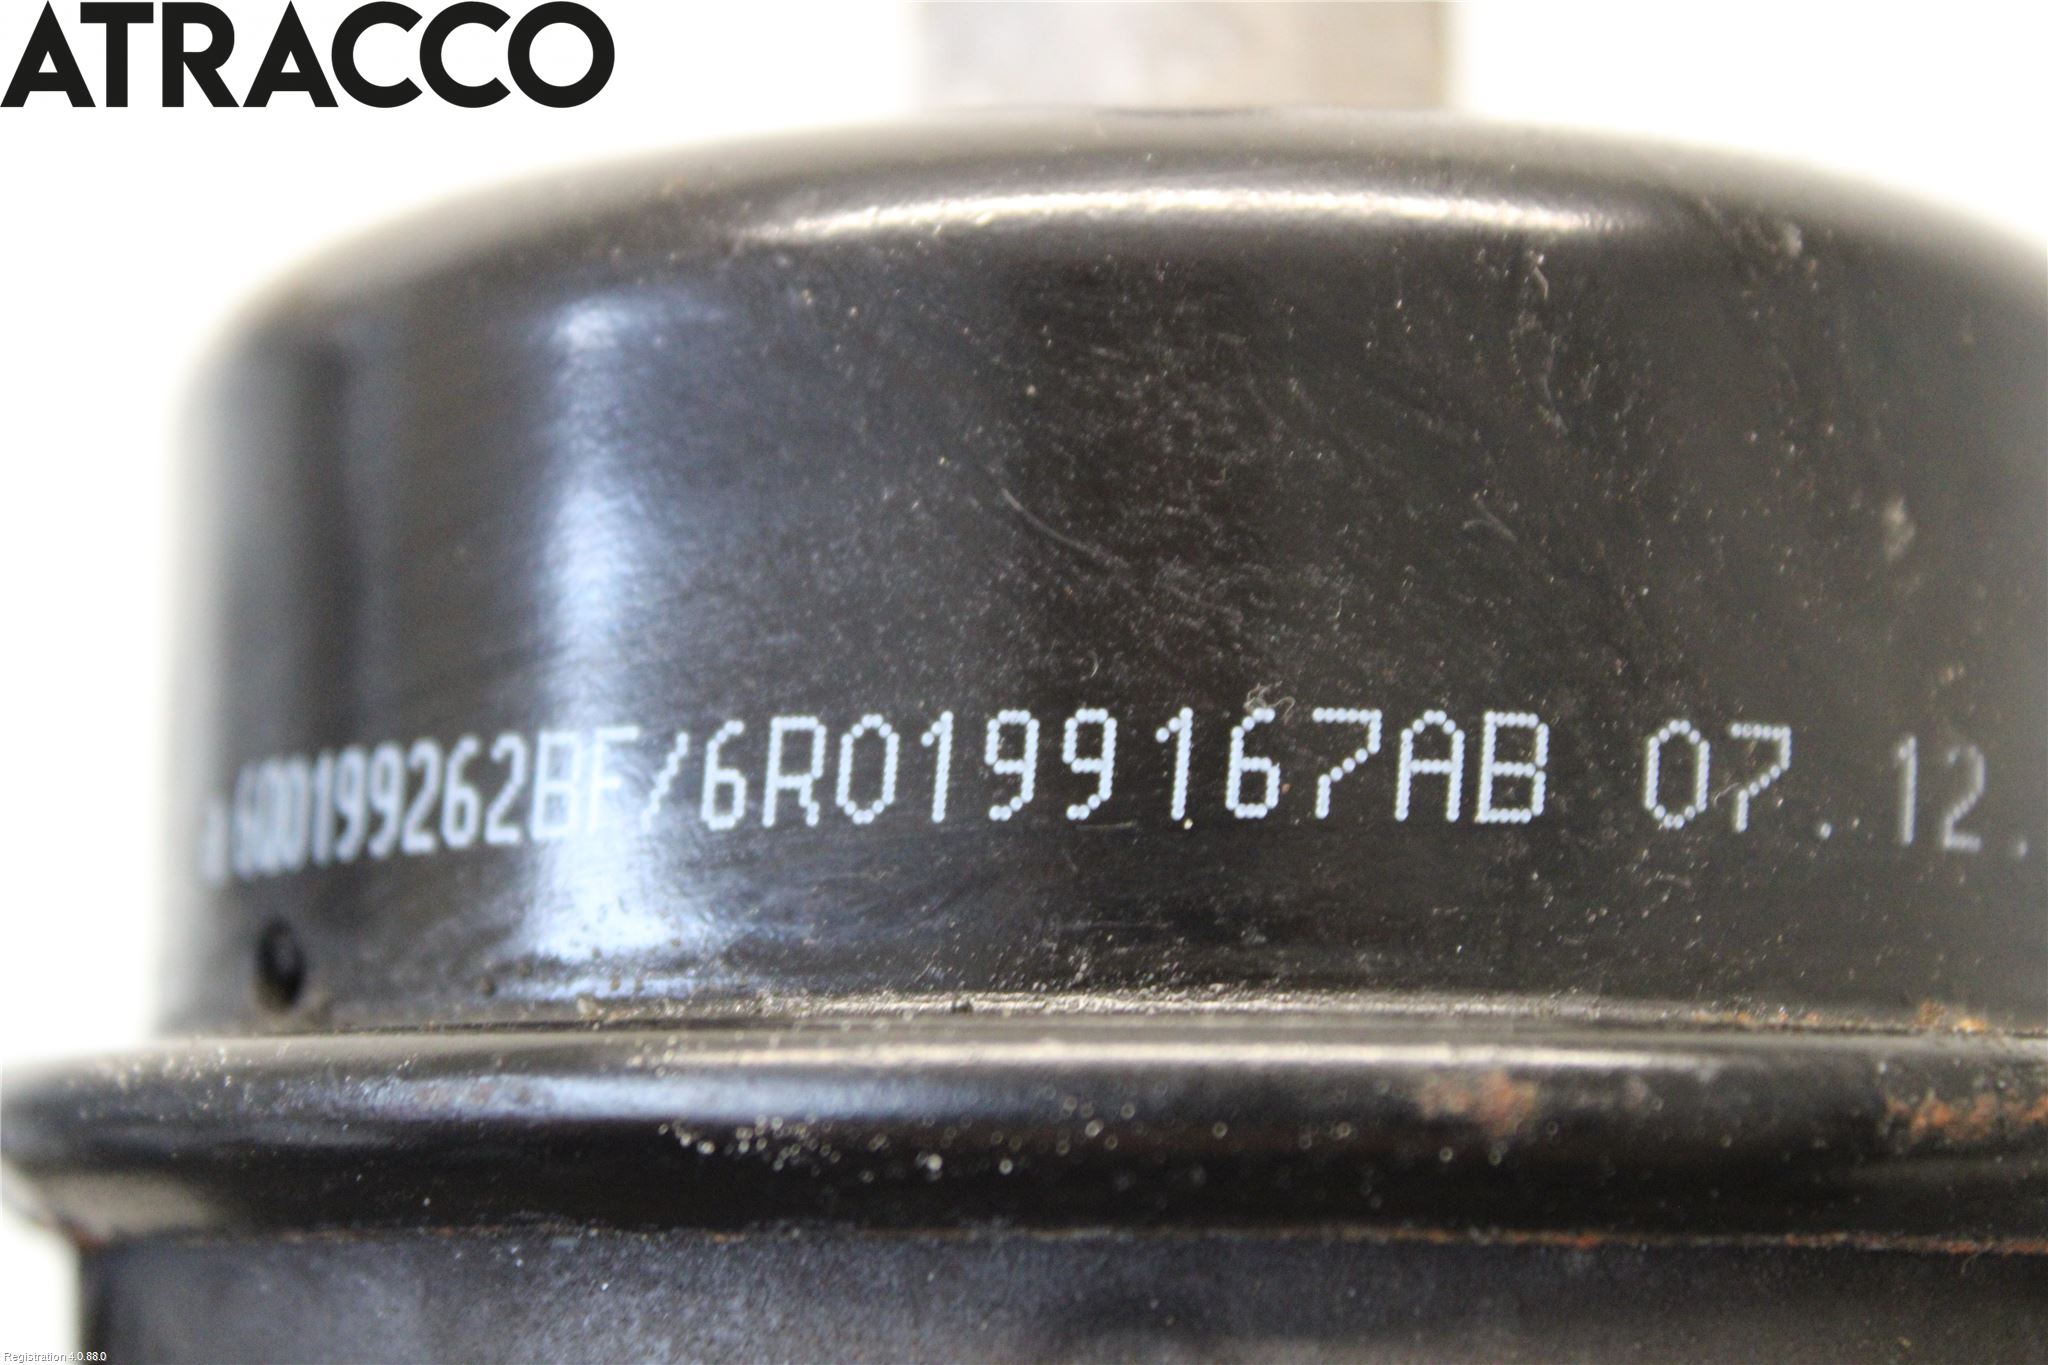 ATRACCO
6Q0199262BF/6R0199167AB 07.12.
Registration 4.0.88.0